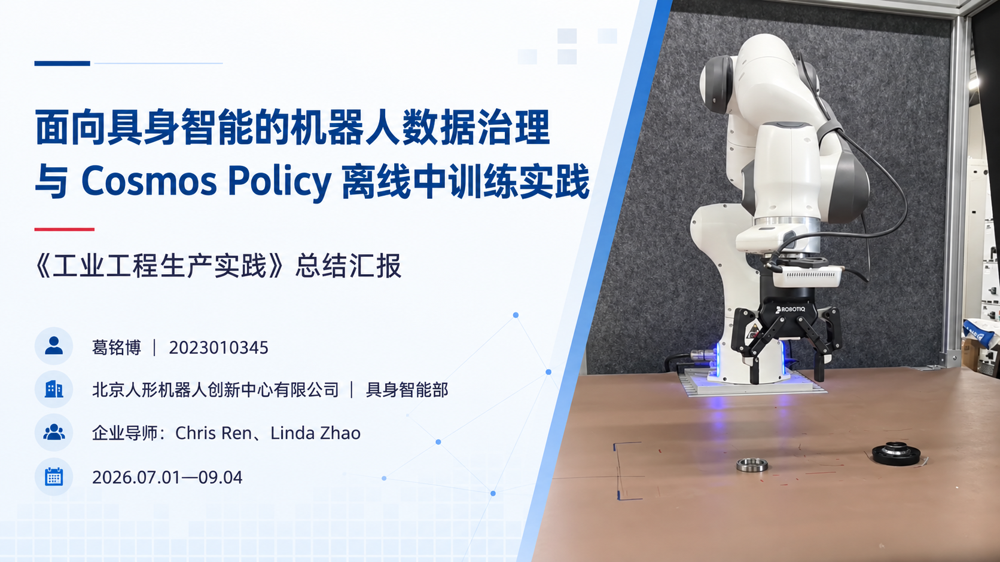 面向具身智能的机器人数据治理
与 Cosmos Policy 离线中训练实践
《工业工程生产实践》总结汇报
葛铭博 | 2023010345
北京人形机器人创新中心有限公司 | 具身智能部
企业导师：Chris Ren、Linda Zhao
2026.07.01—09.04
ROBOTIQ